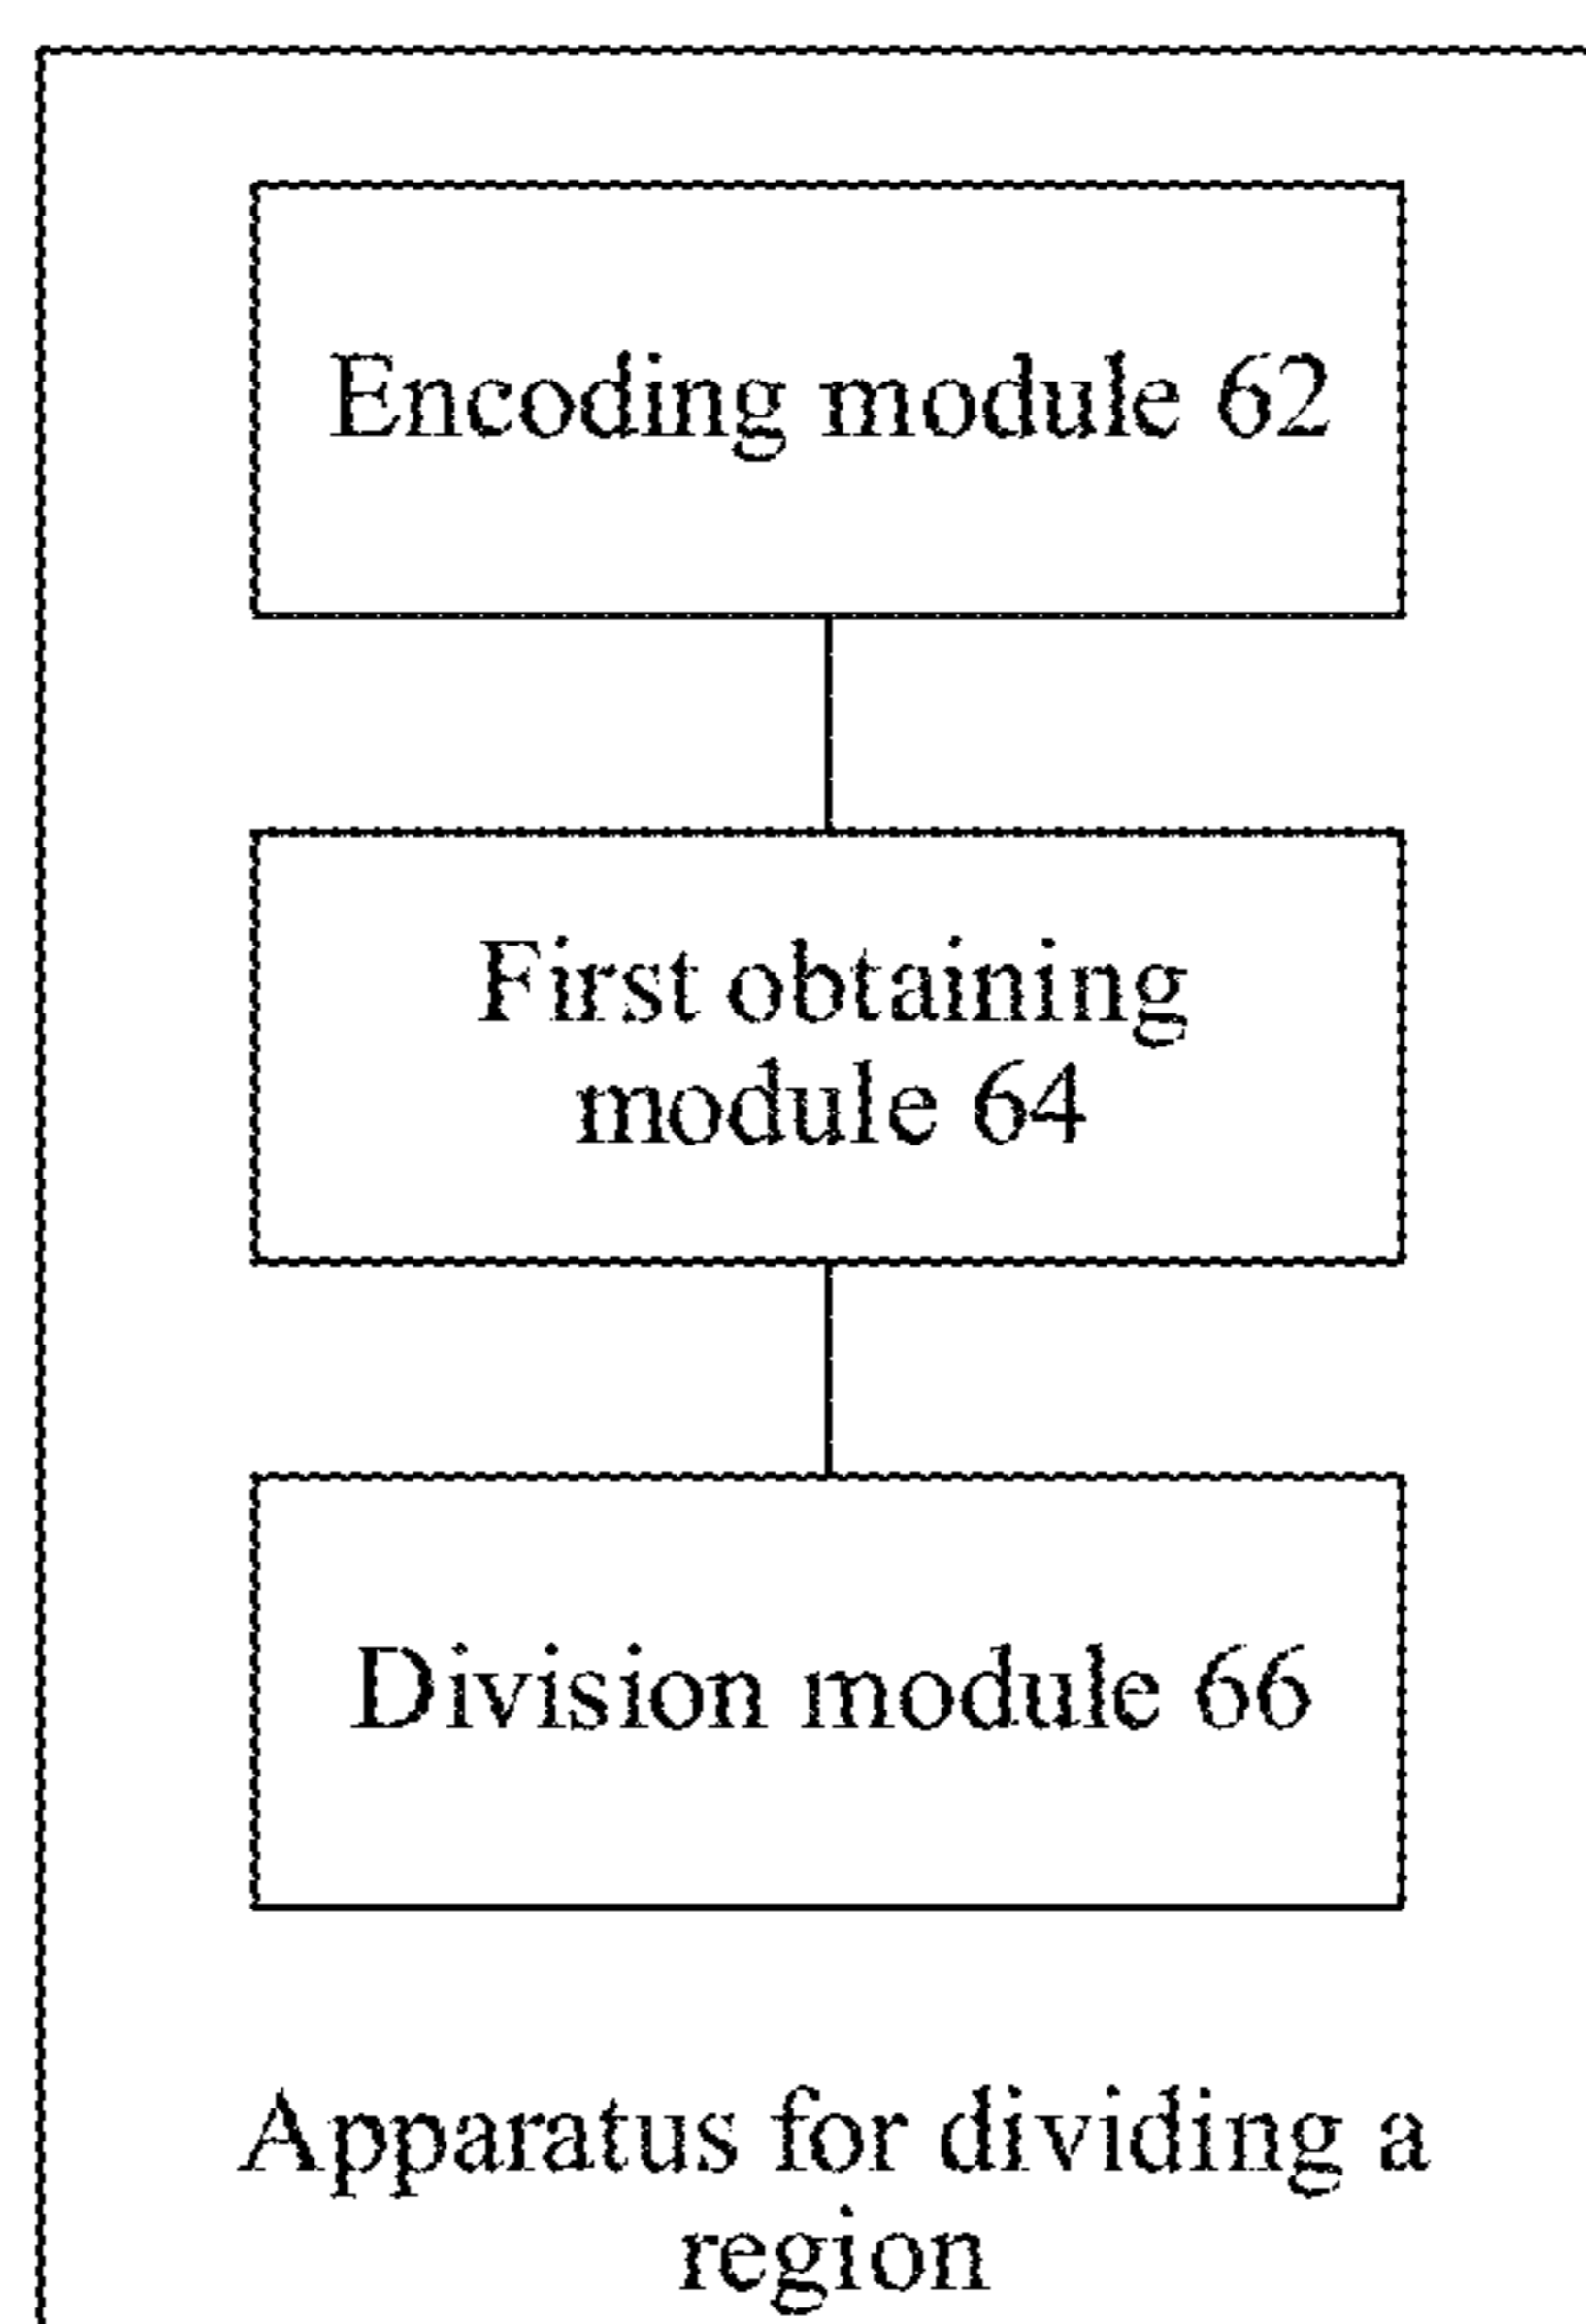 Encoding module 62
First obtaining
module 64
Division module 66
Apparatus for dividing a
region